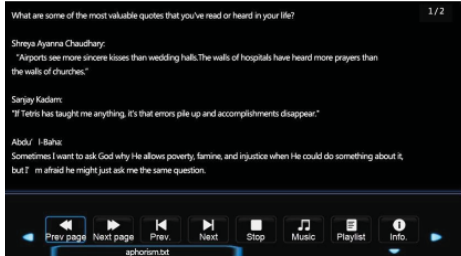 What are some of the most valuable quotes that you've read or heard in your life?
1/2
Shreya Ayanna Chaudhary:
"Airports see more sincere kisses than wedding halls.The walls of hospitals have heard more prayers than
the walls of churches."
Sanjay Kadam:
"If Tetris has taught me anything, it's that errors pile up and accomplishments disappear."
Abdu' l-Baha:
Sometimes I want to ask God why He allows poverty, famine, and injustice when He could do something about it,
but I' m afraid he might just ask me the same question.
Prev page Next page Prev. Next Stop Music Playlist Info.
aphorism.txt